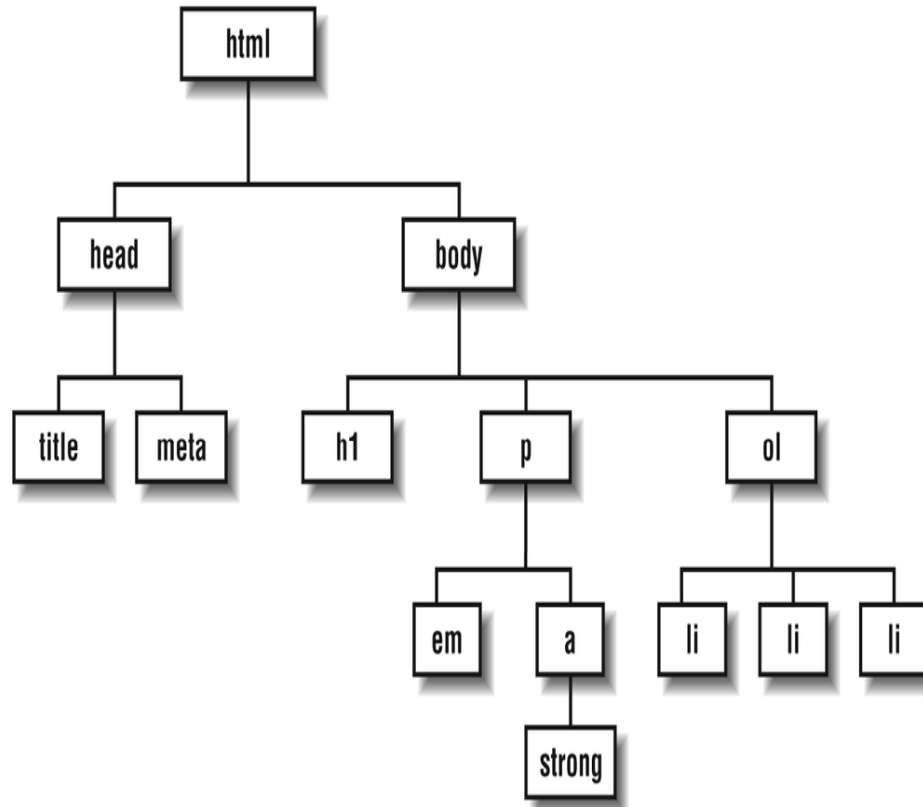 html
head
body
title
meta
h1
p
ol
em
a
li
li
li
strong